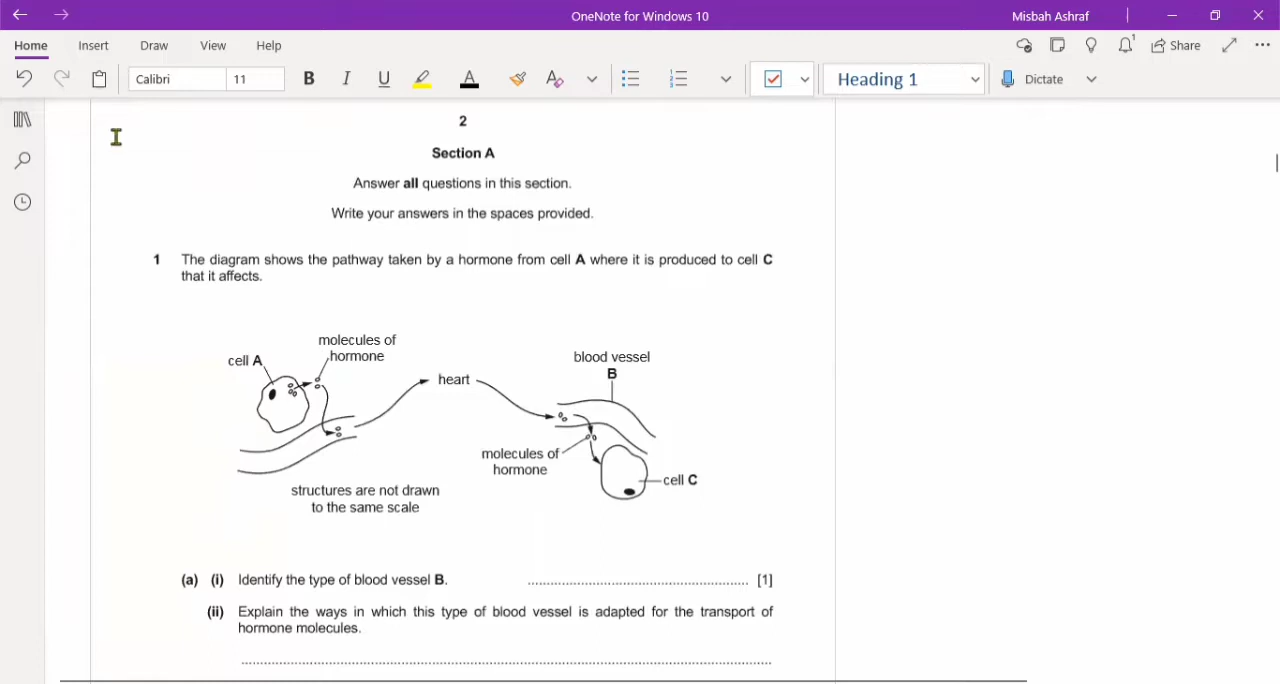 OneNote for Windows 10
Misbah Ashraf
Home Insert Draw View Help
1
Share
Calibri 11 B I U A A Heading 1 Dictate
2
Section A
Answer all questions in this section.
Write your answers in the spaces provided.
1 The diagram shows the pathway taken by a hormone from cell A where it is produced to cell C
that it affects.
molecules of
hormone
cell A
heart
blood vessel
B
molecules of
hormone
cell C
structures are not drawn
to the same scale
(a) (i) Identify the type of blood vessel B. ........................................................ [1]
(ii) Explain the ways in which this type of blood vessel is adapted for the transport of
hormone molecules.